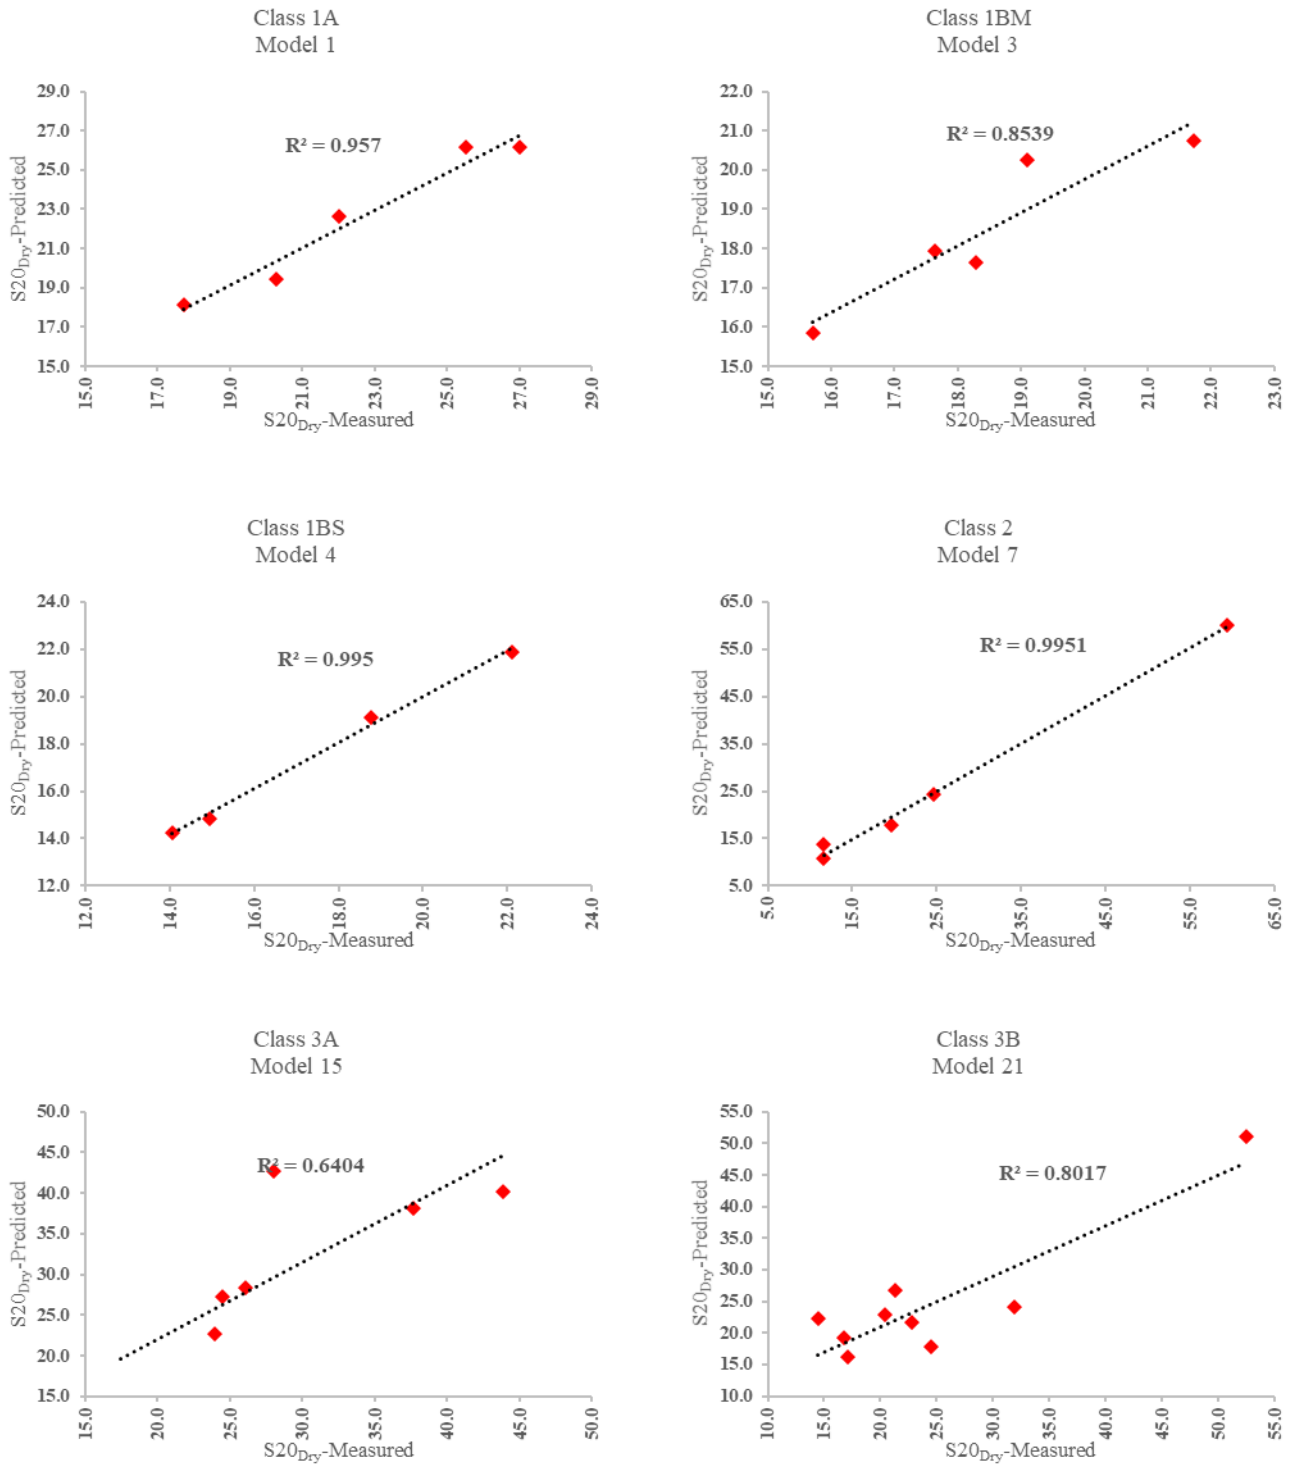 Class 1A
Model 1
29.0
27.0
25.0
23.0
21.0
19.0
17.0
15.0
S20Dry-Predicted
R² = 0.957
15.0 17.0 19.0 21.0 23.0 25.0 27.0 29.0
S20Dry-Measured
Class 1BM
Model 3
22.0
21.0
20.0
19.0
18.0
17.0
16.0
15.0
S20Dry-Predicted
R² = 0.8539
15.0 16.0 17.0 18.0 19.0 20.0 21.0 22.0 23.0
S20Dry-Measured
Class 1BS
Model 4
24.0
22.0
20.0
18.0
16.0
14.0
12.0
S20Dry-Predicted
R² = 0.995
12.0 14.0 16.0 18.0 20.0 22.0 24.0
S20Dry-Measured
Class 2
Model 7
65.0
55.0
45.0
35.0
25.0
15.0
5.0
S20Dry-Predicted
R² = 0.9951
5.0 15.0 25.0 35.0 45.0 55.0 65.0
S20Dry-Measured
Class 3A
Model 15
50.0
45.0
40.0
35.0
30.0
25.0
20.0
15.0
S20Dry-Predicted
R² = 0.6404
15.0 20.0 25.0 30.0 35.0 40.0 45.0 50.0
S20Dry-Measured
Class 3B
Model 21
55.0
50.0
45.0
40.0
35.0
30.0
25.0
20.0
15.0
10.0
S20Dry-Predicted
R² = 0.8017
10.0 15.0 20.0 25.0 30.0 35.0 40.0 45.0 50.0 55.0
S20Dry-Measured